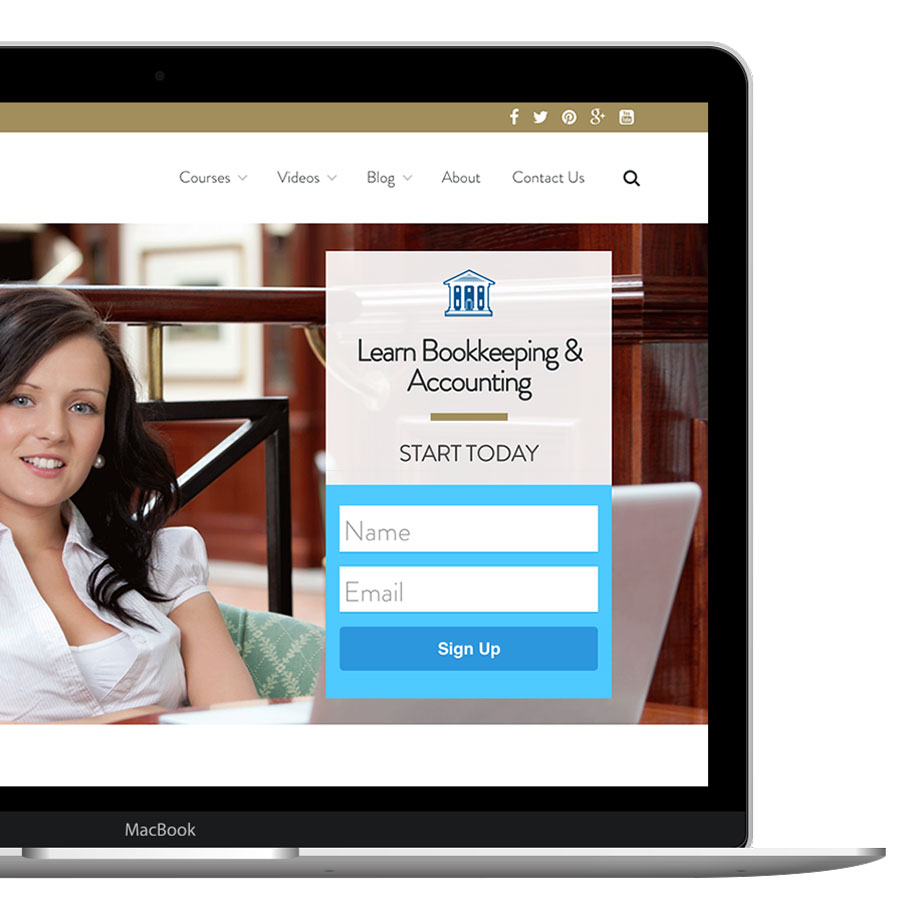 Courses Videos Blog About Contact Us
Learn Bookkeeping &
Accounting
START TODAY
Name
Email
Sign Up
MacBook